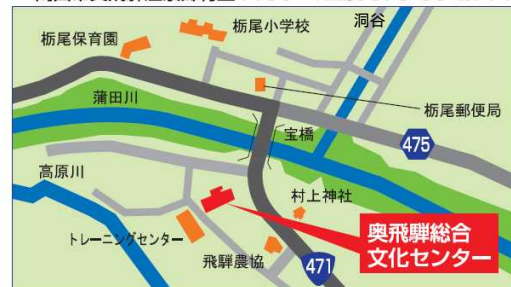 栃尾小学校
洞谷
栃尾保育園
蒲田川
栃尾郵便局
宝橋
475
高原川
村上神社
トレーニングセンター
奥飛騨総合
文化センター
飛騨農協
471